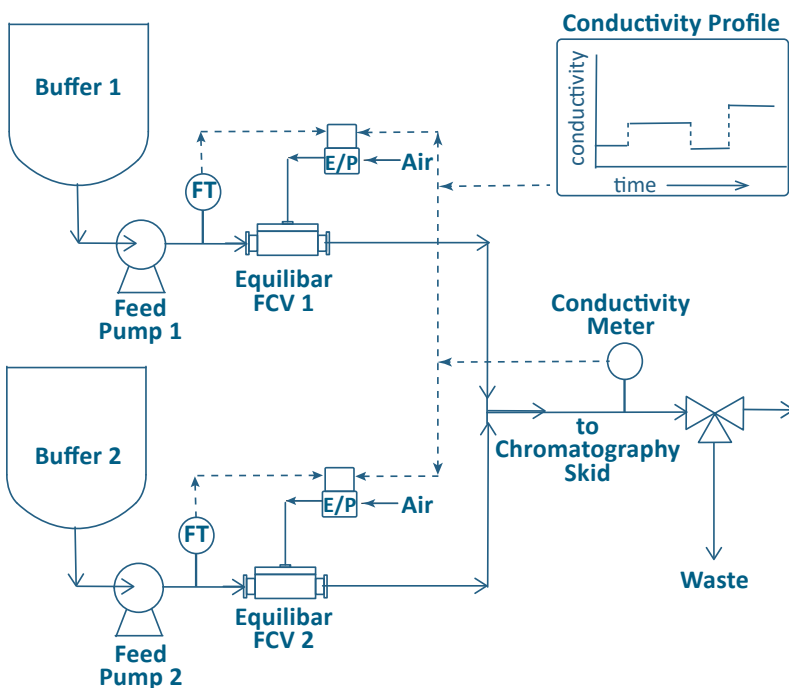 Conductivity Profile
conductivity
time
Buffer 1
E/P
Air
FT
Equilibar
FCV 1
Feed
Pump 1
Conductivity
Meter
Buffer 2
to
Chromatography
Skid
E/P
Air
FT
Waste
Equilibar
FCV 2
Feed
Pump 2